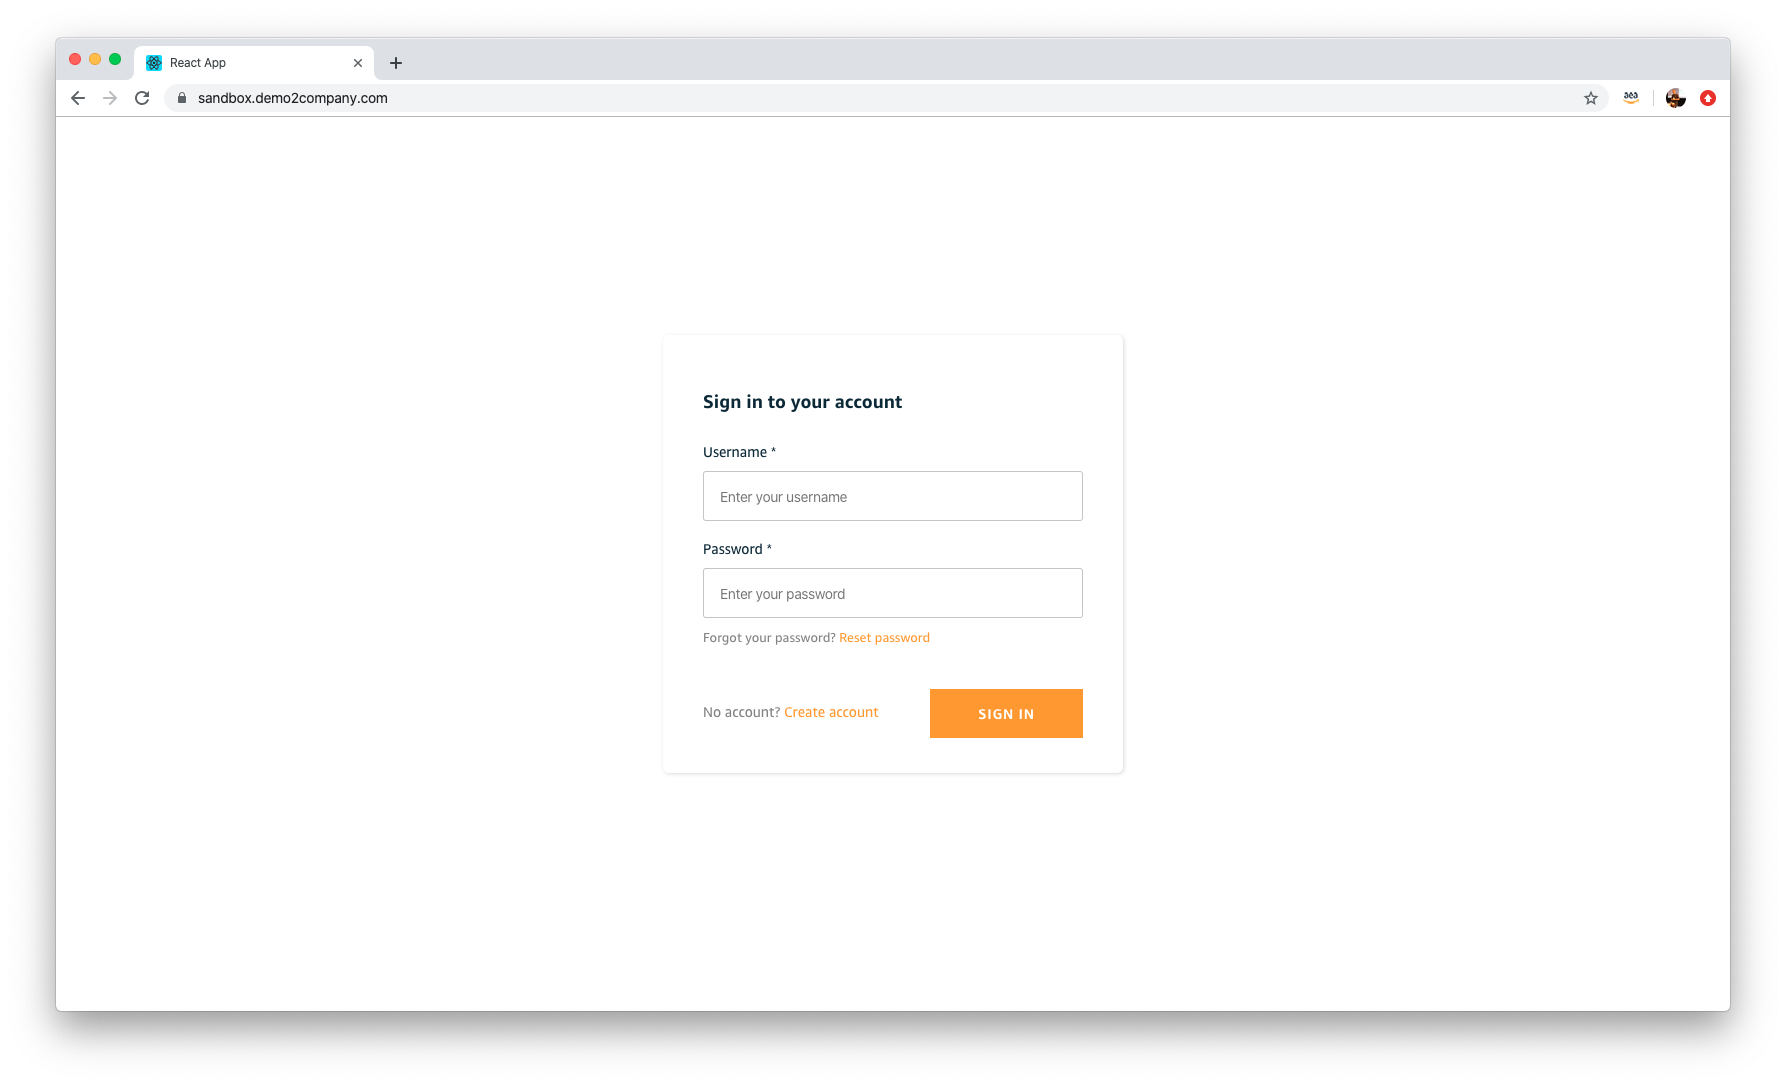 React App
sandbox.demo2company.com
Sign in to your account
Username *
Enter your username
Password *
Enter your password
Forgot your password? Reset password
No account? Create account
SIGN IN